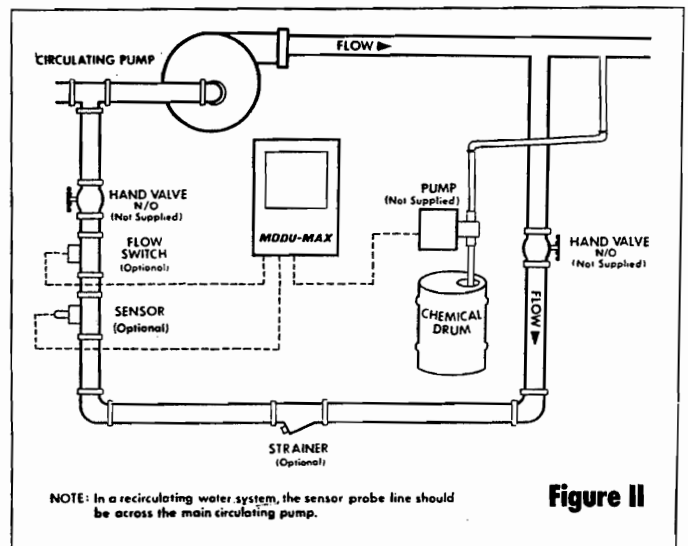 FLOW ►
CIRCULATING PUMP
HAND VALVE
N/O
(Not Supplied)
FLOW
SWITCH
(Optional)
SENSOR
(Optional)
MODU-MAX
PUMP
(Not Supplied)
CHEMICAL
DRUM
HAND VALVE
N/O
(Not Supplied)
FLOW ►
STRAINER
(Optional)
NOTE: In a recirculating water system, the sensor probe line should
be across the main circulating pump.
Figure II